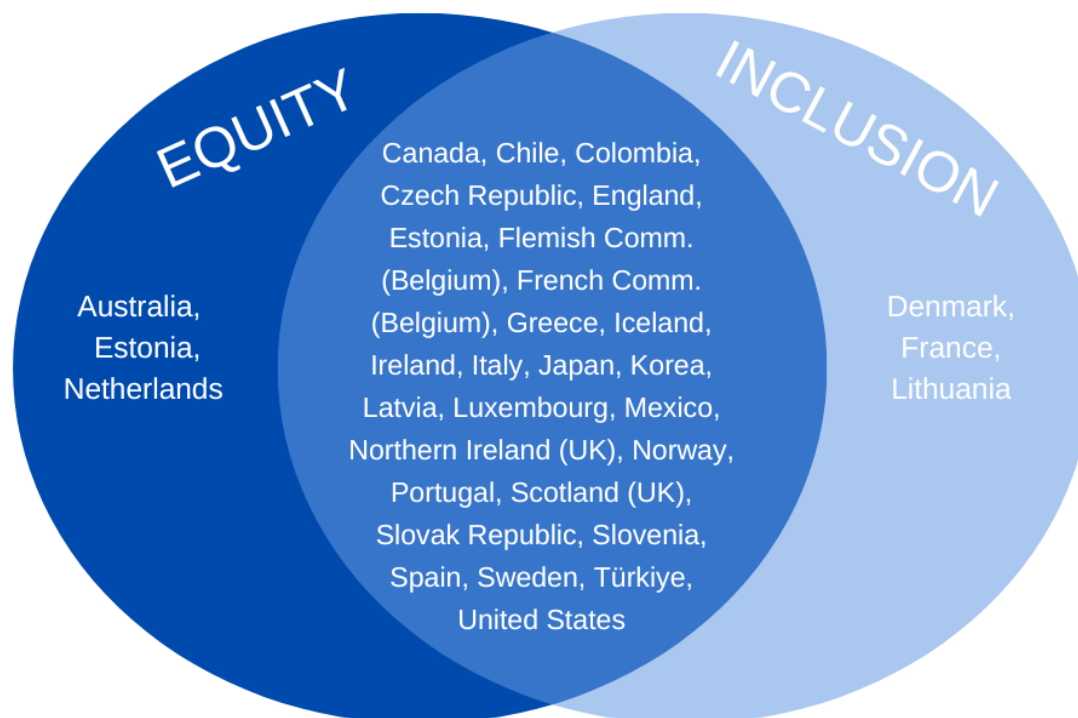 EQUITY
INCLUSION
Australia,
Estonia,
Netherlands
Canada, Chile, Colombia,
Czech Republic, England,
Estonia, Flemish Comm.
(Belgium), French Comm.
(Belgium), Greece, Iceland,
Ireland, Italy, Japan, Korea,
Latvia, Luxembourg, Mexico,
Northern Ireland (UK), Norway,
Portugal, Scotland (UK),
Slovak Republic, Slovenia,
Spain, Sweden, Türkiye,
United States
Denmark,
France,
Lithuania